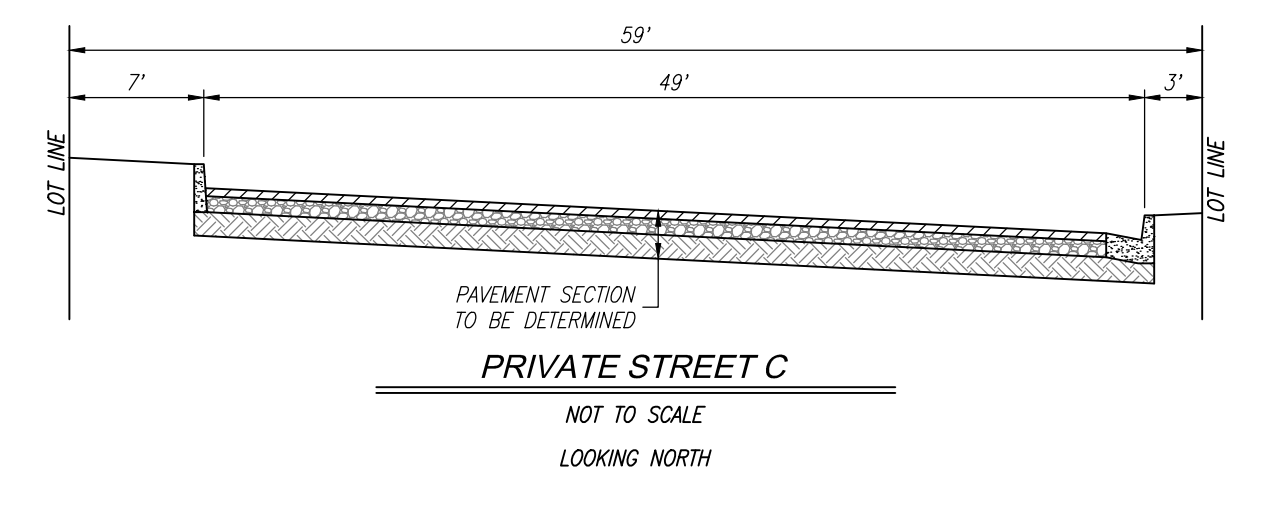 59'
7'
49'
3'
LOT LINE
LOT LINE
PAVEMENT SECTION
TO BE DETERMINED
PRIVATE STREET C
NOT TO SCALE
LOOKING NORTH